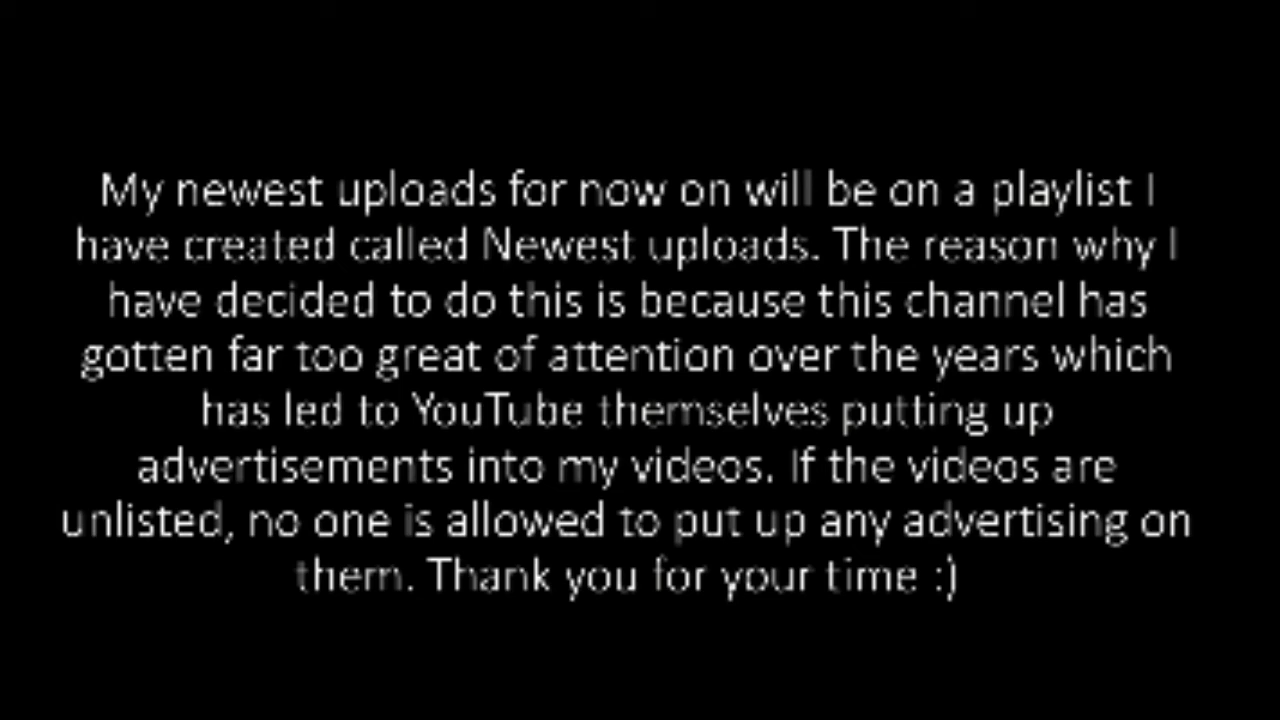 My newest uploads for now on will be on a playlist I
have created called Newest uploads. The reason why I
have decided to do this is because this channel has
gotten far too great of attention over the years which
has led to YouTube themselves putting up
advertisements into my videos. If the videos are
unlisted, no one is allowed to put up any advertising on
them. Thank you for your time :)